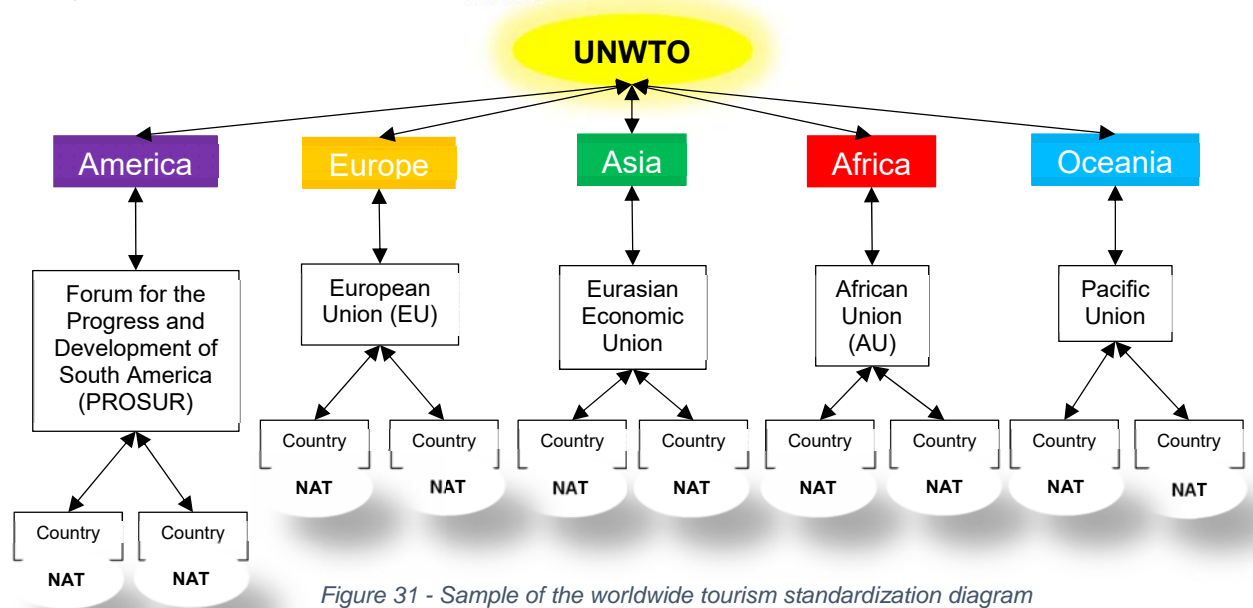 UNWTO
America
Europe
Asia
Africa
Oceania
Forum for the
Progress and
Development of
South America
(PROSUR)
European
Union (EU)
Eurasian
Economic
Union
African
Union
(AU)
Pacific
Union
Country
NAT
Country
NAT
Country
NAT
Country
NAT
Country
NAT
Country
NAT
Country
NAT
Country
NAT
Country
NAT
Country
NAT
Figure 31 - Sample of the worldwide tourism standardization diagram